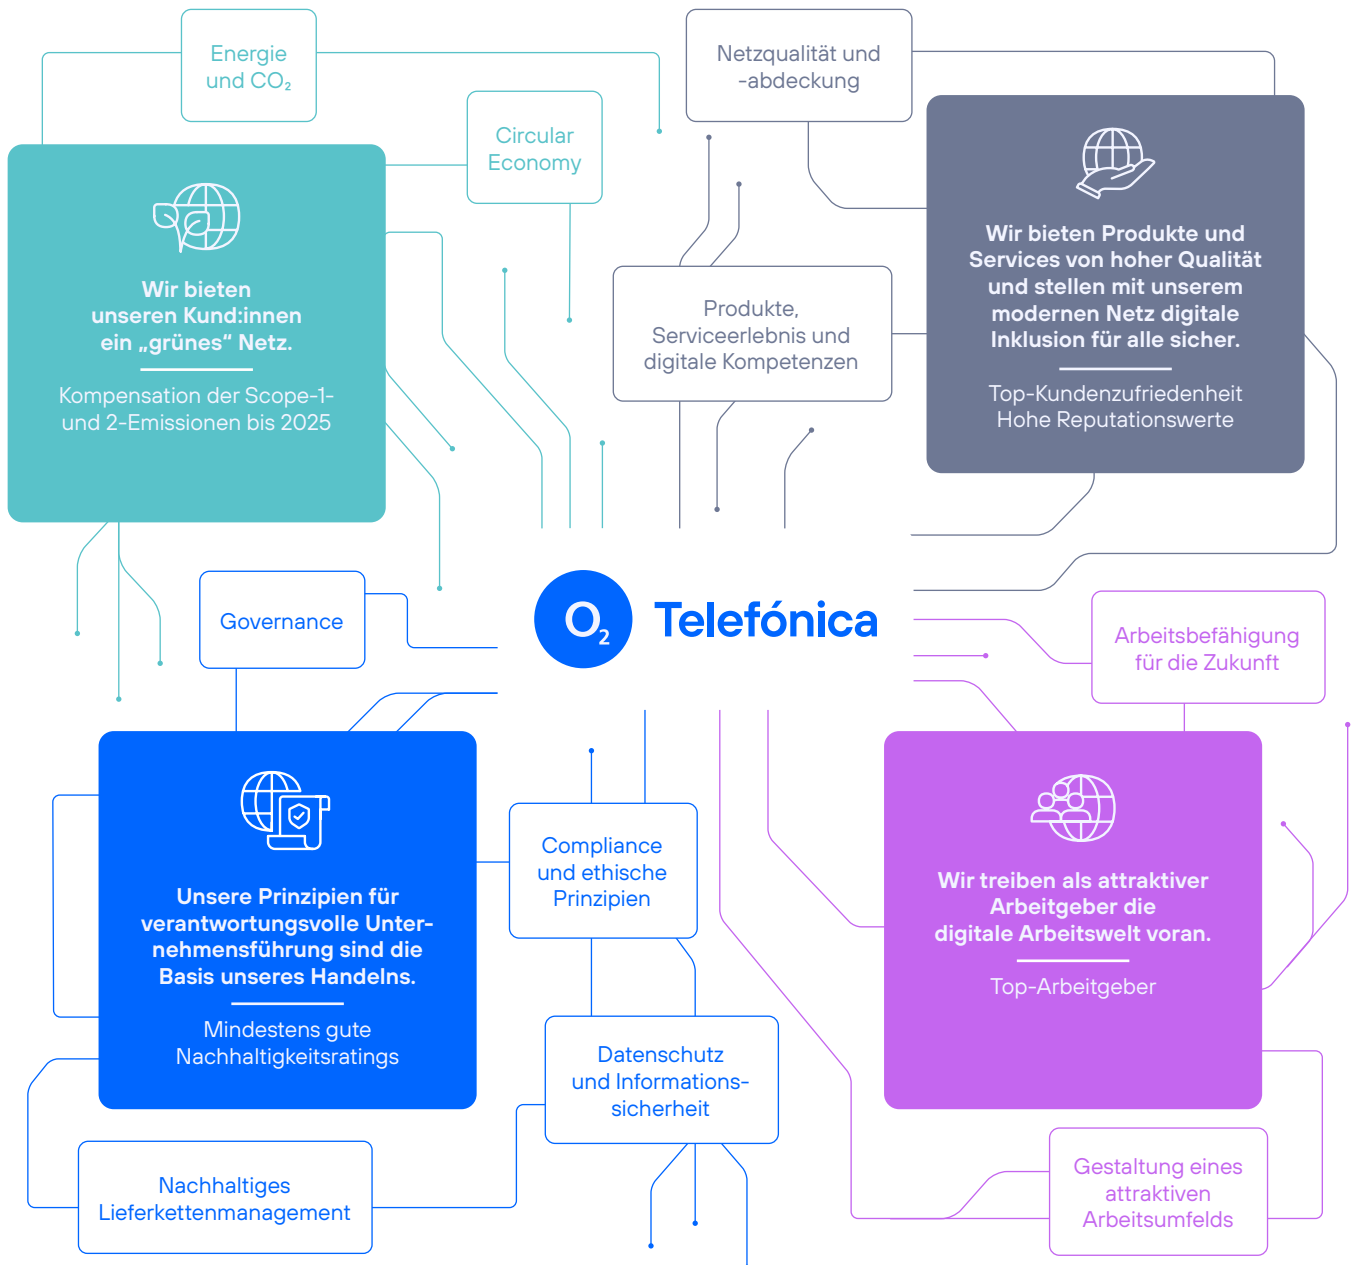 Energie
und CO₂
Circular
Economy
Wir bieten
unseren Kund:innen
ein „grünes“ Netz.
Kompensation der Scope-1-
und 2-Emissionen bis 2025
Netzqualität und
-abdeckung
Produkte,
Serviceerlebnis und
digitale Kompetenzen
Wir bieten Produkte und
Services von hoher Qualität
und stellen mit unserem
modernen Netz digitale
Inklusion für alle sicher.
Top-Kundenzufriedenheit
Hohe Reputationswerte
O₂ Telefónica
Governance
Unsere Prinzipien für
verantwortungsvolle Unter-
nehmensführung sind die
Basis unseres Handelns.
Mindestens gute
Nachhaltigkeitsratings
Compliance
und ethische
Prinzipien
Datenschutz
und Informations-
sicherheit
Nachhaltiges
Lieferkettenmanagement
Arbeitsbefähigung
für die Zukunft
Wir treiben als attraktiver
Arbeitgeber die
digitale Arbeitswelt voran.
Top-Arbeitgeber
Gestaltung eines
attraktiven
Arbeitsumfelds